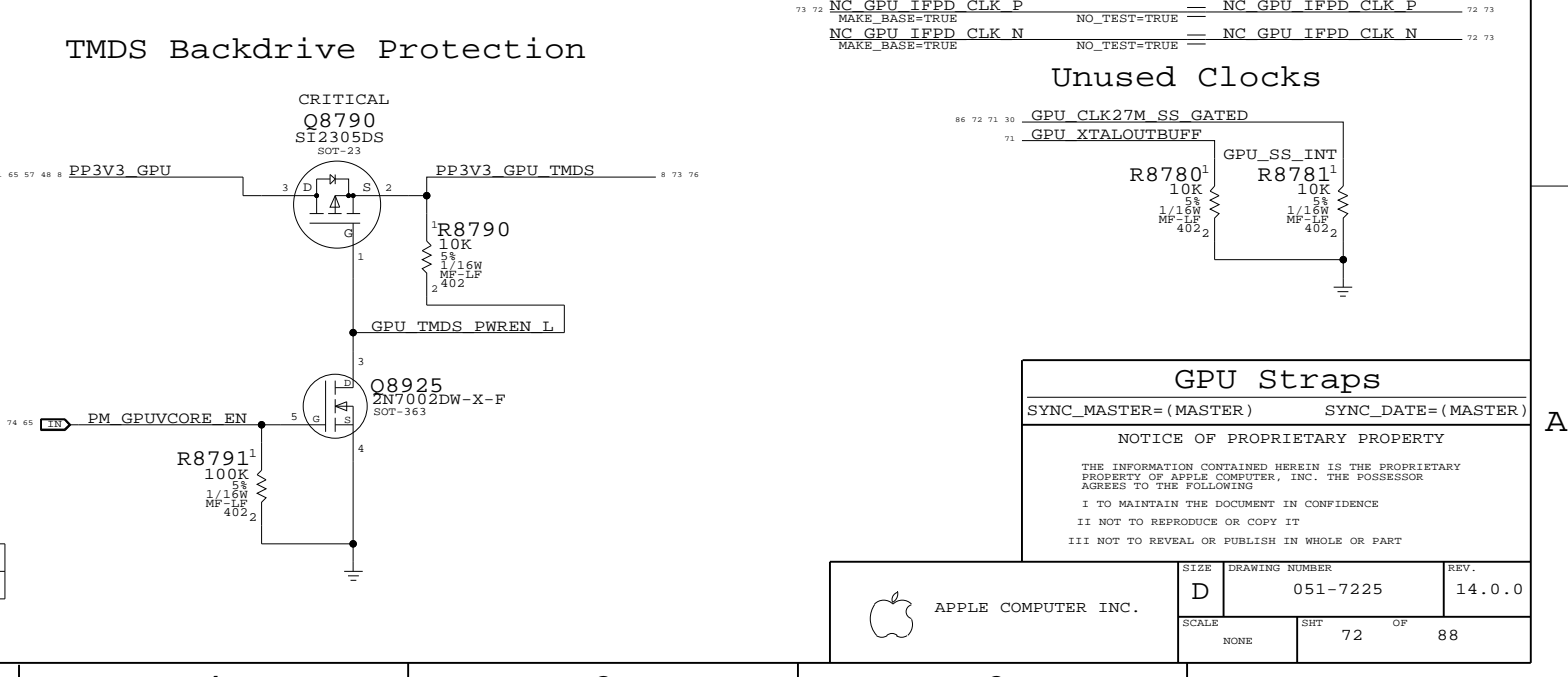 73 72 NC_GPU_IFPD_CLK_P NC_GPU_IFPD_CLK_P 72 73
MAKE_BASE=TRUE NO_TEST=TRUE
NC_GPU_IFPD_CLK_N NC_GPU_IFPD_CLK_N 72 73
MAKE_BASE=TRUE NO_TEST=TRUE
TMDS Backdrive Protection
CRITICAL
Q8790
SI2305DS
SOT-23
65 57 48 8 PP3V3_GPU
3 D S 2
G
1
PP3V3_GPU_TMDS 8 73 76
1 R8790
10K
5%
1/16W
MF-LF
402
2
GPU_TMDS_PWREN_L
3
D
Q8925
2N7002DW-X-F
SOT-363
74 65 IN PM_GPUVCORE_EN 5 G S
4
R8791 1
100K
5%
1/16W
MF-LF
402 2
Unused Clocks
86 72 71 30 GPU_CLK27M_SS_GATED
71 GPU_XTALOUTBUFF
GPU_SS_INT
R8780 1
10K
5%
1/16W
MF-LF
402 2
R8781 1
10K
5%
1/16W
MF-LF
402 2
GPU Straps
SYNC_MASTER=(MASTER) SYNC_DATE=(MASTER)
A
NOTICE OF PROPRIETARY PROPERTY
THE INFORMATION CONTAINED HEREIN IS THE PROPRIETARY
PROPERTY OF APPLE COMPUTER, INC. THE POSSESSOR
AGREES TO THE FOLLOWING
I TO MAINTAIN THE DOCUMENT IN CONFIDENCE
II NOT TO REPRODUCE OR COPY IT
III NOT TO REVEAL OR PUBLISH IN WHOLE OR PART
APPLE COMPUTER INC.
SIZE DRAWING NUMBER REV.
D 051-7225 14.0.0
SCALE SHT OF
NONE 72 88